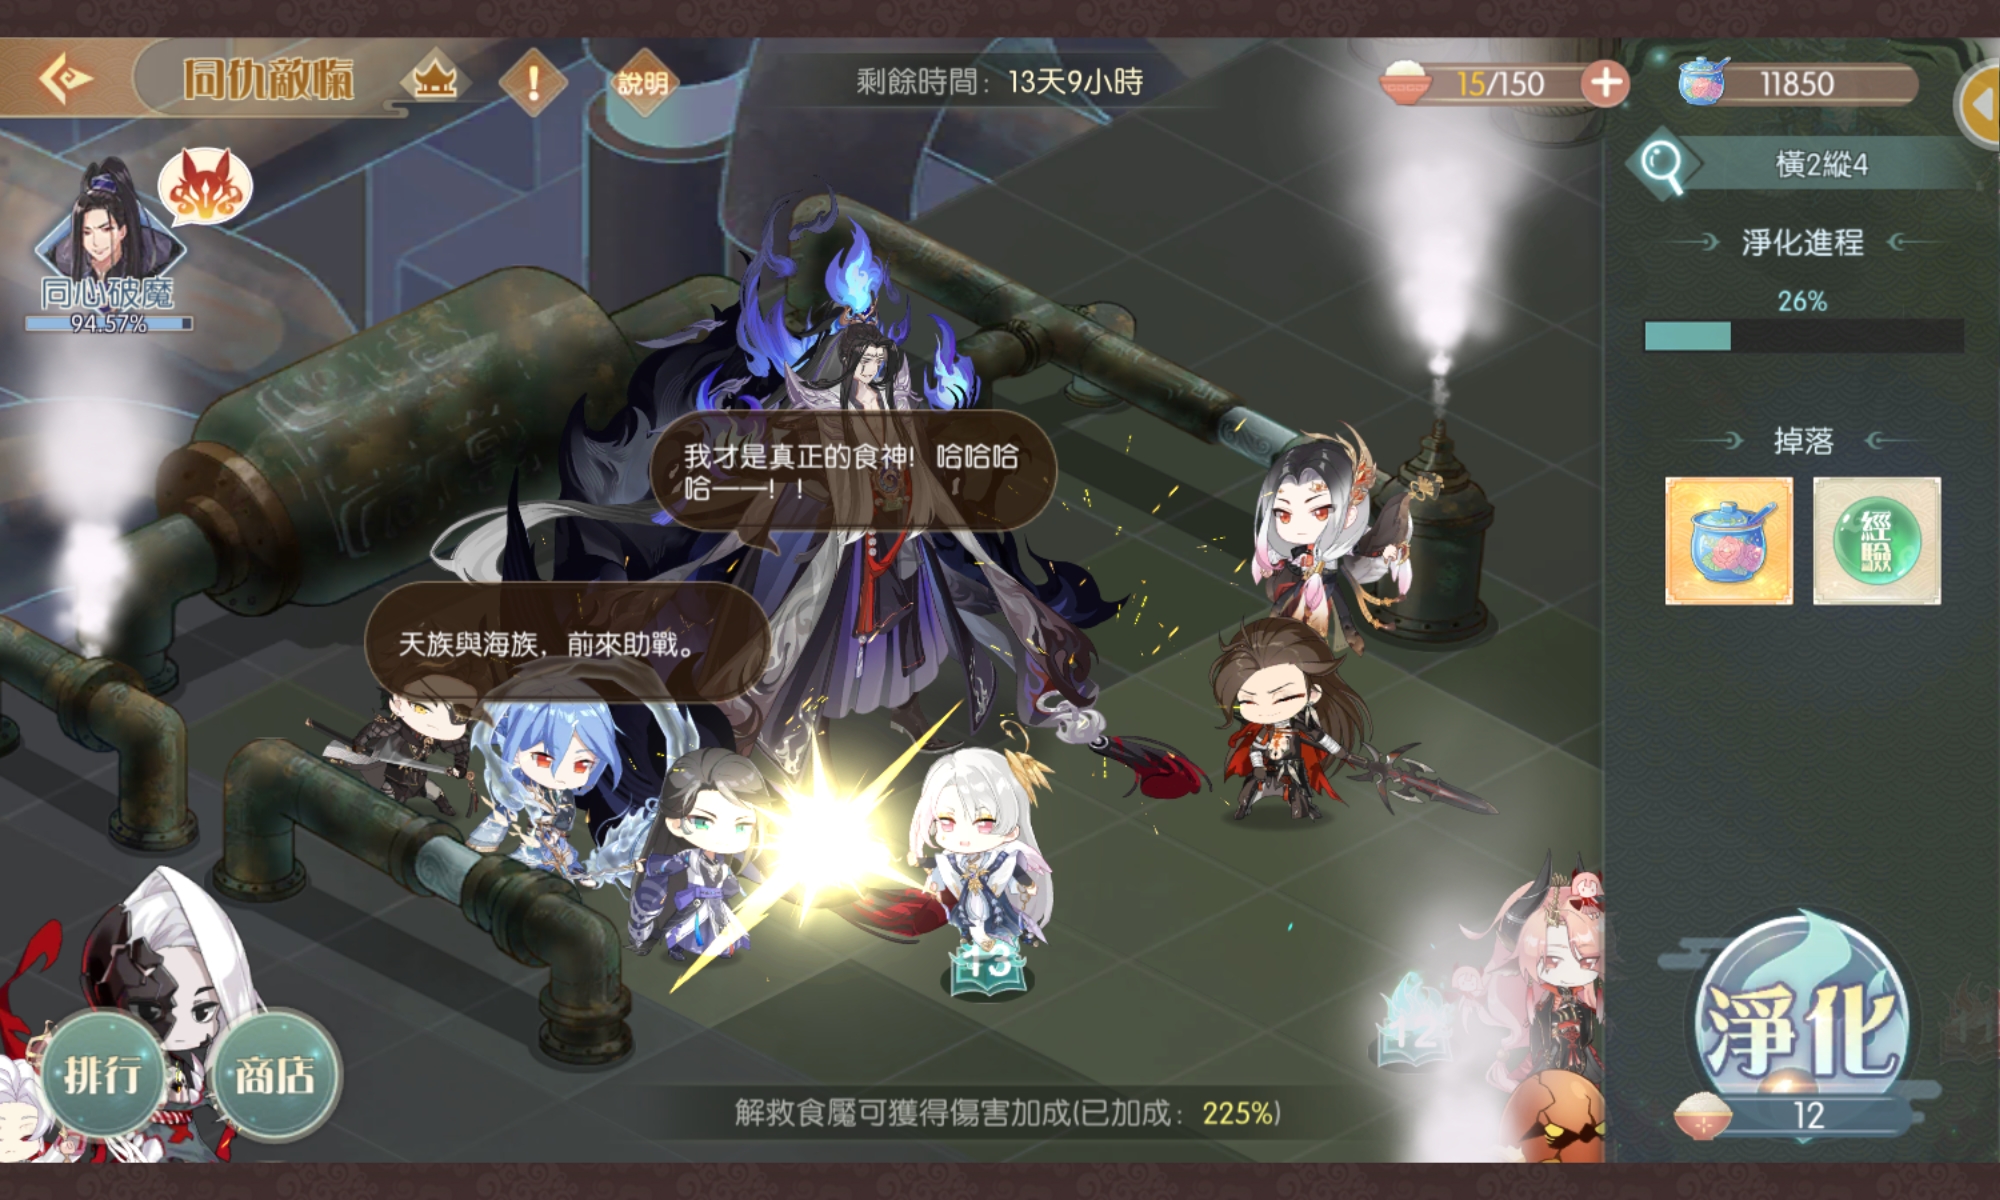 同仇敵愾
說明
剩餘時間：13天9小時
15/150
11850
橫2縱4
淨化進程
26%
掉落
經驗
同心破魔
94.57%
我才是真正的食神！哈哈哈
哈——！！
天族與海族，前來助戰。
13
12
排行
商店
解救食魘可獲得傷害加成(已加成：225%)
淨化
12